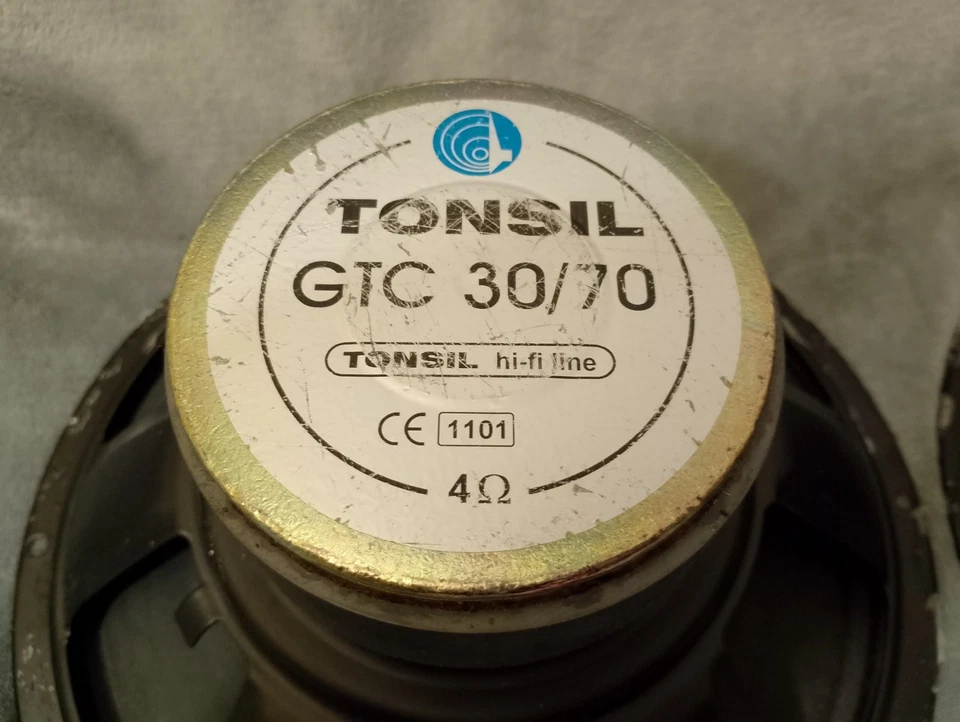 TONSIL
GTC 30/70
TONSIL hi-fi line
CE 1101
4Ω